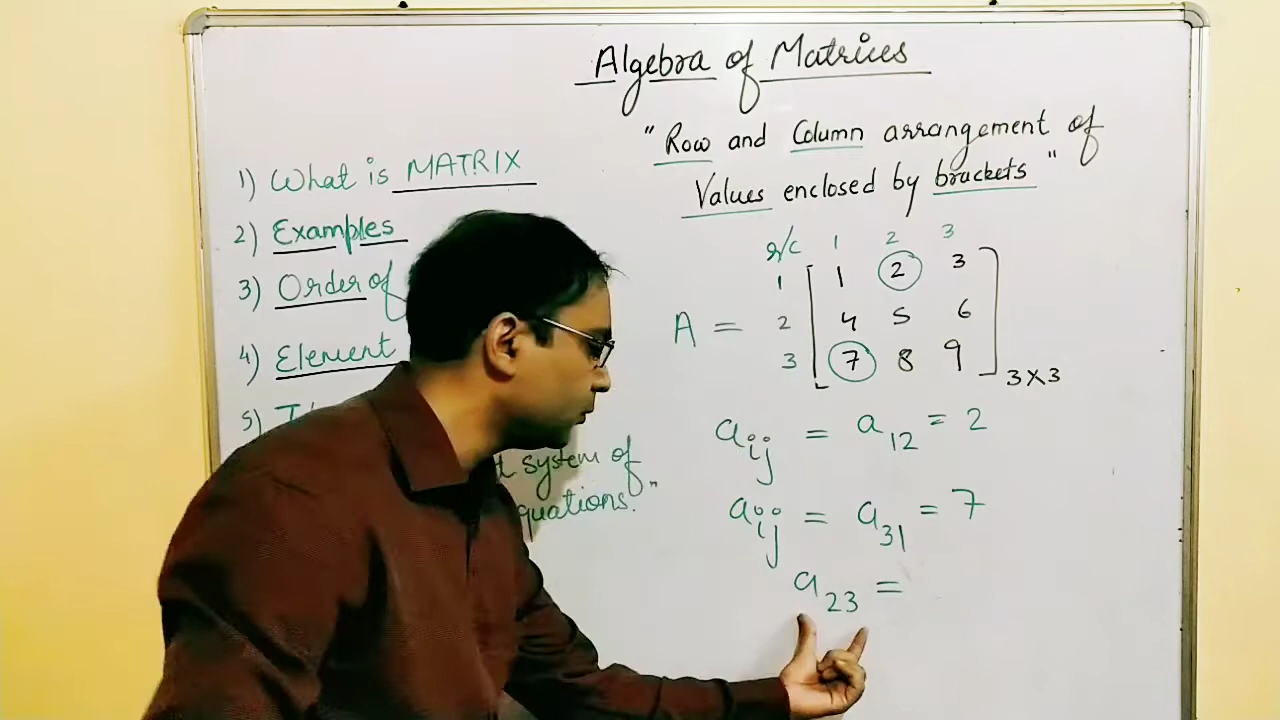 Algebra of Matrices
1) What is MATRIX
2) Examples
3) Order of
4) Element
5)
system of
quations."
"Row and Column arrangement of
Values enclosed by brackets"
r/c 1 2 3
1 1 2 3
A = 2 4 5 6
3 7 8 9
3×3
aij = a12 = 2
aij = a31 = 7
a23 =